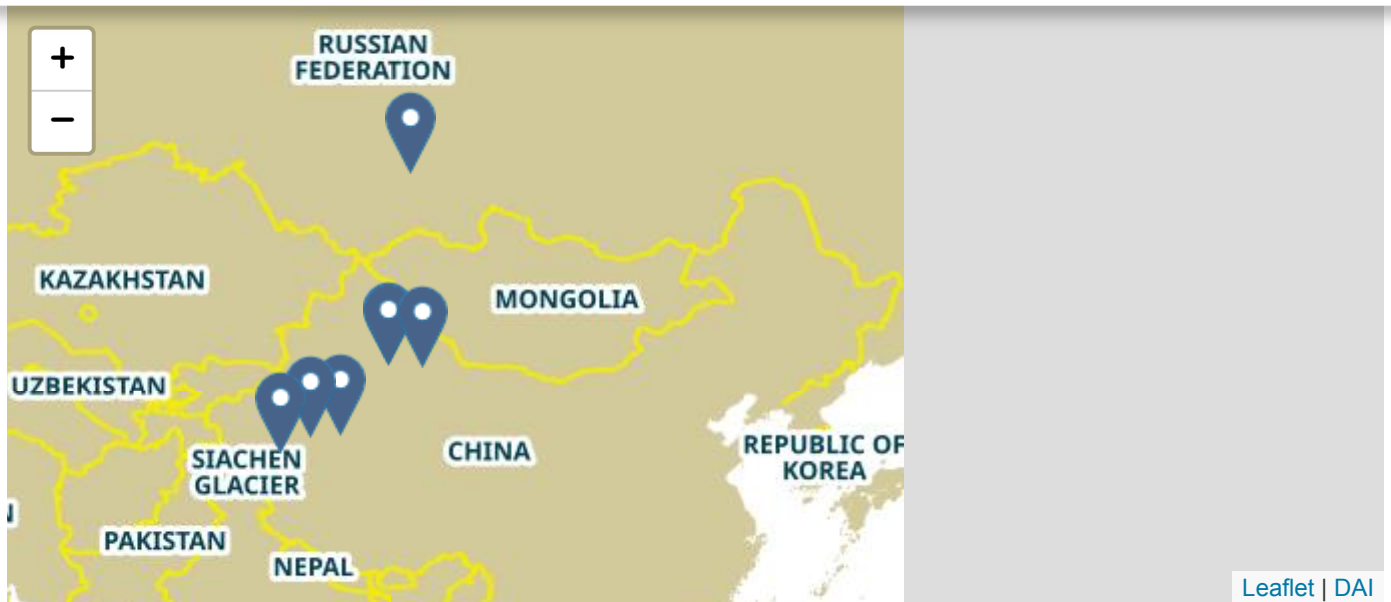 +
−
RUSSIAN
FEDERATION
KAZAKHSTAN
MONGOLIA
UZBEKISTAN
CHINA
REPUBLIC OF
KOREA
SIACHEN
GLACIER
PAKISTAN
NEPAL
Leaflet | DAI